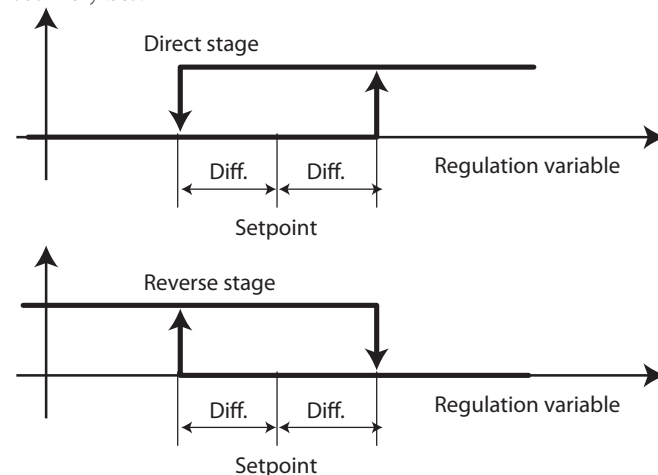 Direct stage
Diff. Diff.
Regulation variable
Setpoint
Reverse stage
Diff. Diff.
Regulation variable
Setpoint